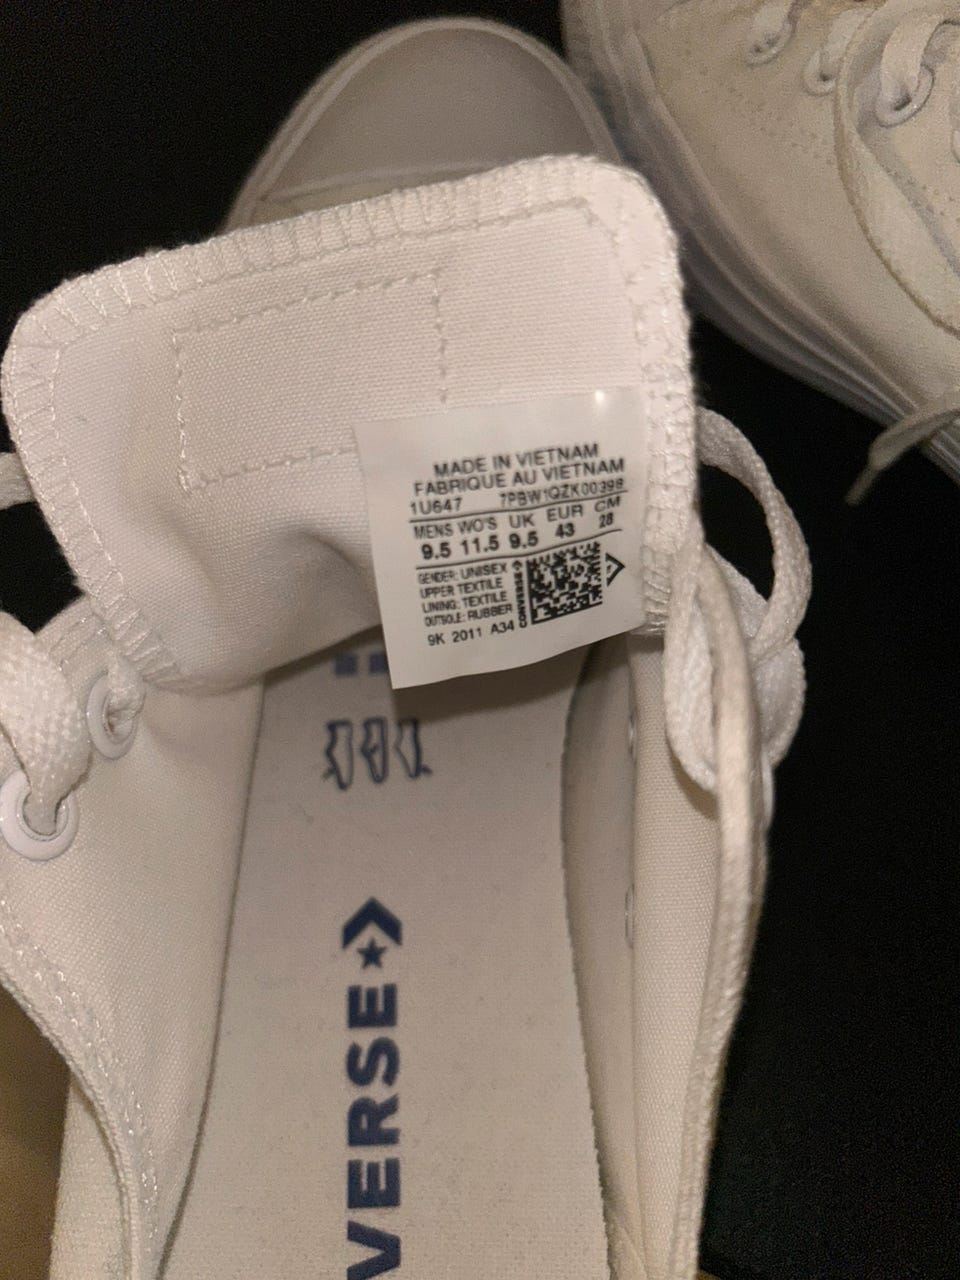 MADE IN VIETNAM
FABRIQUE AU VIETNAM
1U647 7PBW1QZK00398
MENS WO'S UK EUR CM
9.5 11.5 9.5 43 28
GENDER: UNISEX
UPPER TEXTILE
LINING: TEXTILE
OUTSOLE: RUBBER
CONVERSE
9K 2011 A34
VERSE